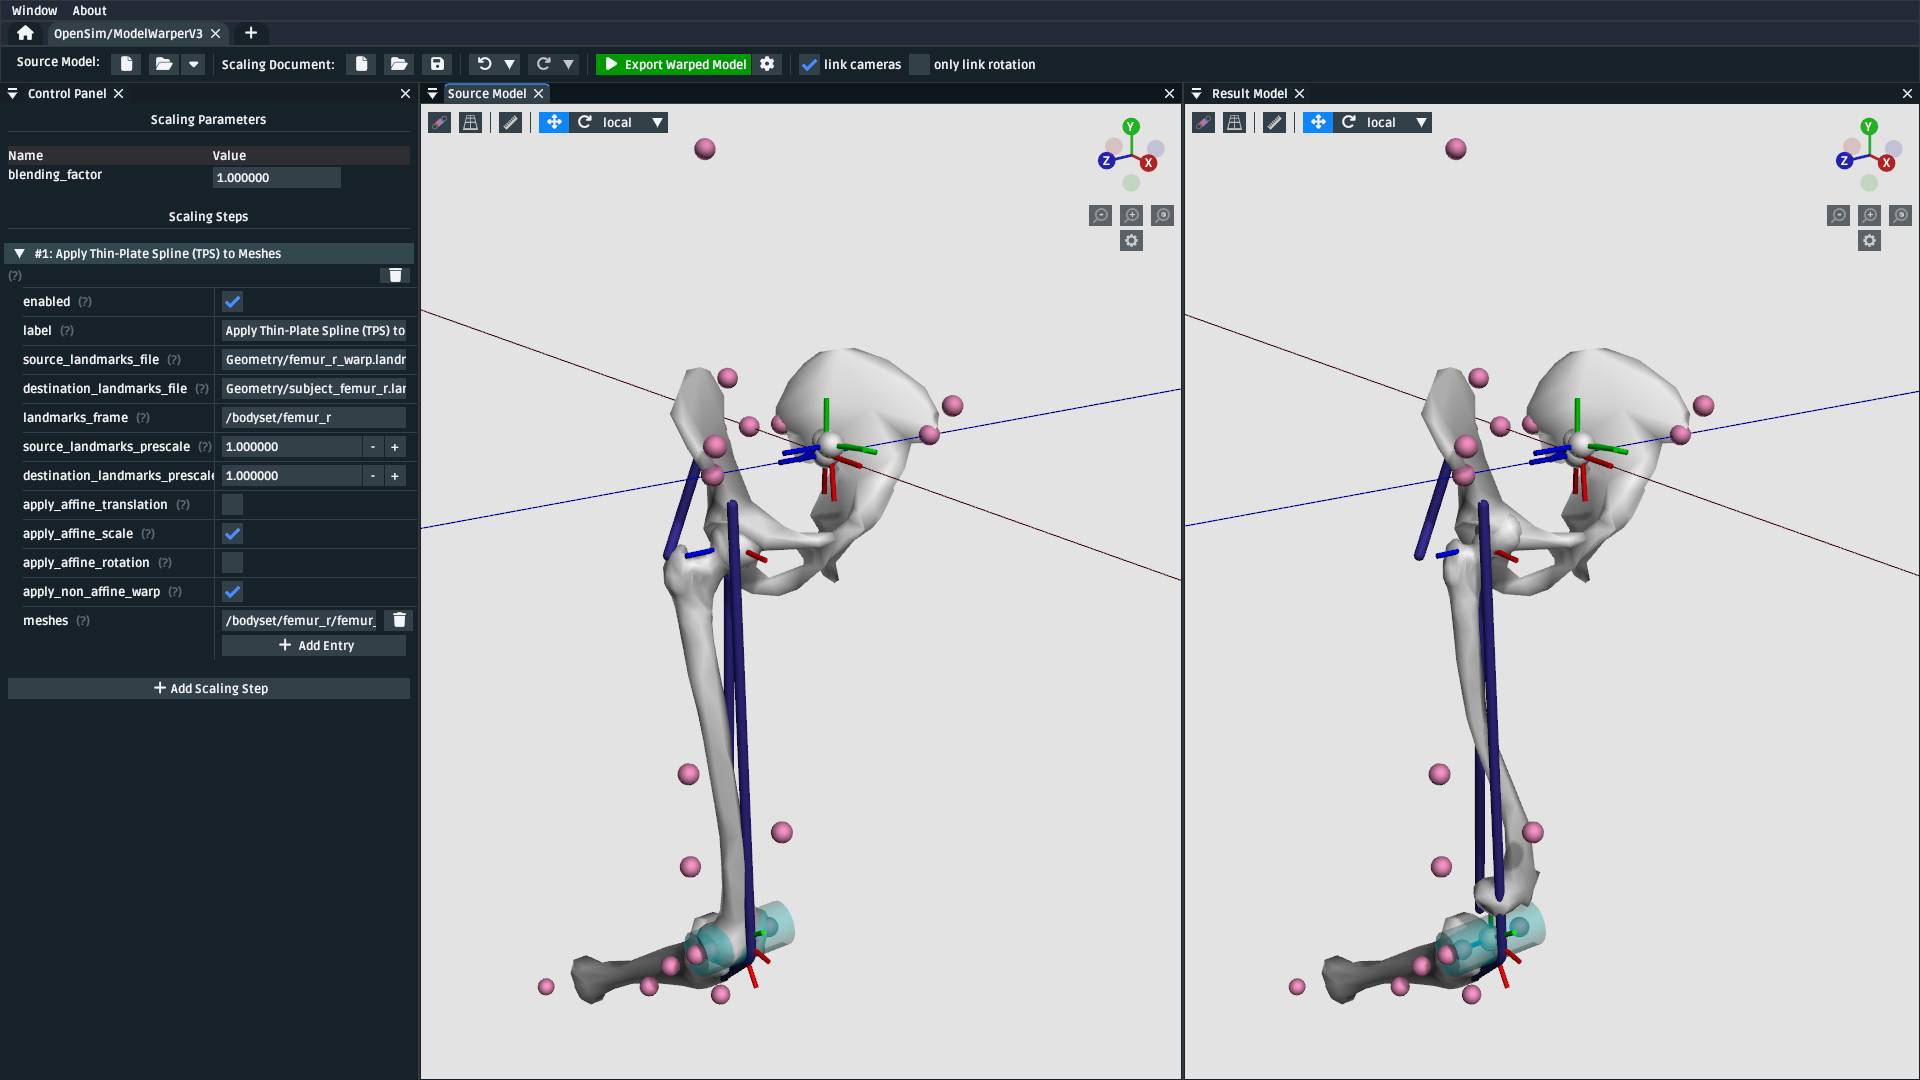 Window About
OpenSim/ModelWarperV3
Source Model: Scaling Document: Export Warped Model link cameras only link rotation
Control Panel
Scaling Parameters
Name Value
blending_factor 1.000000
Scaling Steps
#1: Apply Thin-Plate Spline (TPS) to Meshes
(?)
enabled (?)
label (?) Apply Thin-Plate Spline (TPS) to
source_landmarks_file (?) Geometry/femur_r_warp.landr
destination_landmarks_file (?) Geometry/subject_femur_r.lar
landmarks_frame (?) /bodyset/femur_r
source_landmarks_prescale (?) 1.000000 - +
destination_landmarks_prescale 1.000000 - +
apply_affine_translation (?)
apply_affine_scale (?)
apply_affine_rotation (?)
apply_non_affine_warp (?)
meshes (?) /bodyset/femur_r/femur_
+ Add Entry
+ Add Scaling Step
Source Model
local
Y
Z X
Result Model
local
Y
Z X